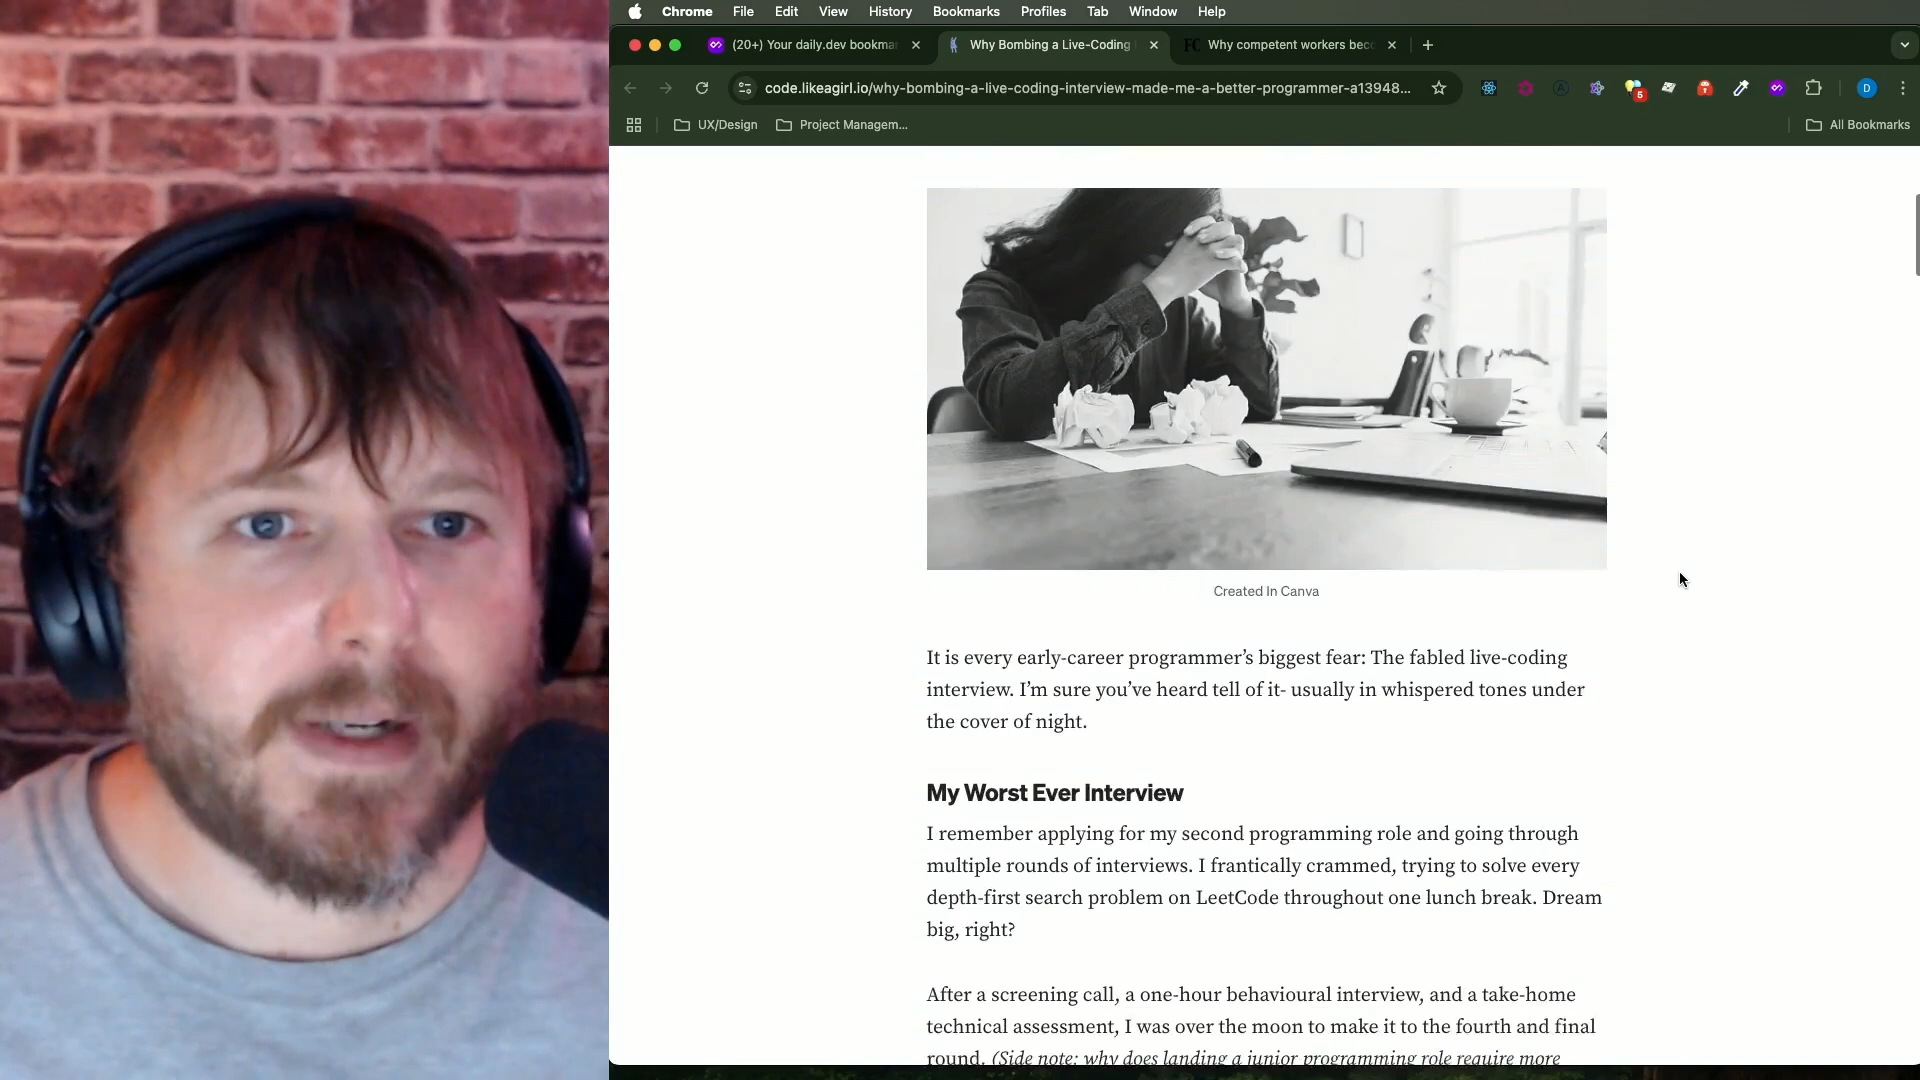 Chrome File Edit View History Bookmarks Profiles Tab Window Help
(20+) Your daily.dev bookmar
Why Bombing a Live-Coding
FC Why competent workers bec
code.likeagirl.io/why-bombing-a-live-coding-interview-made-me-a-better-programmer-a13948...
5
D
UX/Design
Project Managem...
All Bookmarks
Created In Canva
It is every early-career programmer’s biggest fear: The fabled live-coding
interview. I’m sure you’ve heard tell of it- usually in whispered tones under
the cover of night.
My Worst Ever Interview
I remember applying for my second programming role and going through
multiple rounds of interviews. I frantically crammed, trying to solve every
depth-first search problem on LeetCode throughout one lunch break. Dream
big, right?
After a screening call, a one-hour behavioural interview, and a take-home
technical assessment, I was over the moon to make it to the fourth and final
round. (Side note: why does landing a junior programming role require more